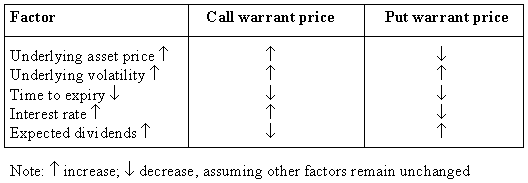 Factor Call warrant price Put warrant price
Underlying asset price ↑ ↑ ↓
Underlying volatility ↑ ↑ ↑
Time to expiry ↓ ↓ ↓
Interest rate ↑ ↑ ↓
Expected dividends ↑ ↓ ↑
Note: ↑ increase; ↓ decrease, assuming other factors remain unchanged